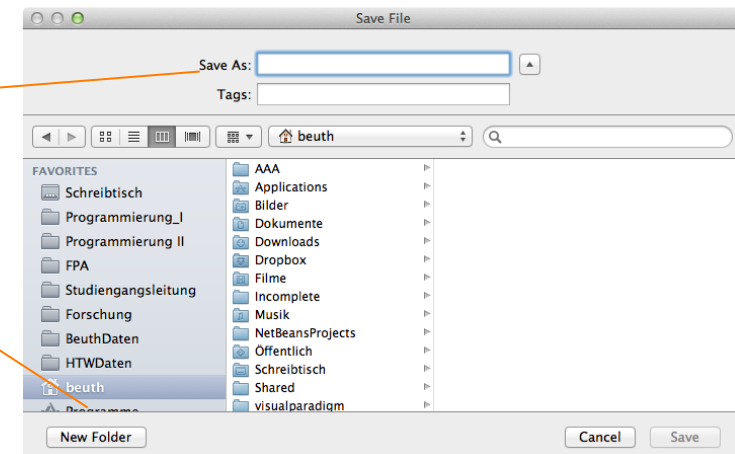 Save File
Save As:
Tags:
beuth
FAVORITES
Schreibtisch
Programmierung_I
Programmierung II
FPA
Studiengangsleitung
Forschung
BeuthDaten
HTWDaten
beuth
Programme
AAA
Applications
Bilder
Dokumente
Downloads
Dropbox
Filme
Incomplete
Musik
NetBeansProjects
Öffentlich
Schreibtisch
Shared
visualparadigm
New Folder
Cancel
Save